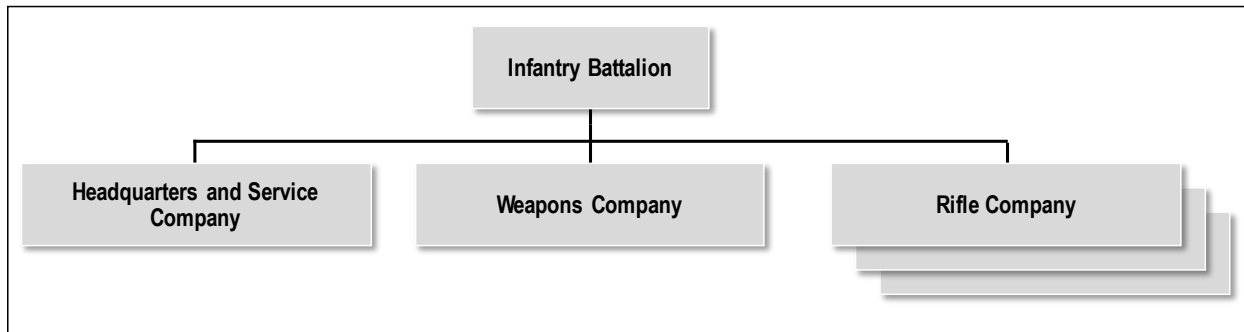 Infantry Battalion
Headquarters and Service
Company
Weapons Company
Rifle Company